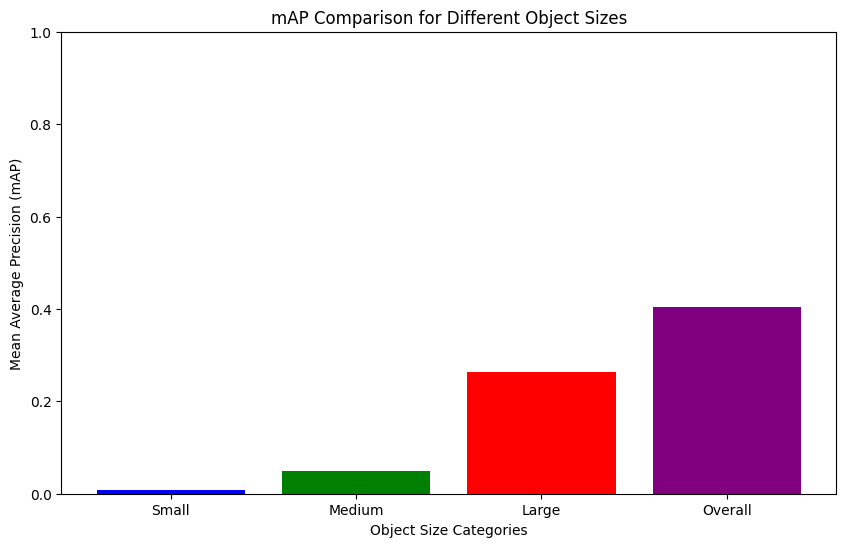 mAP Comparison for Different Object Sizes
Mean Average Precision (mAP)
1.0
0.8
0.6
0.4
0.2
0.0
Small Medium Large Overall
Object Size Categories